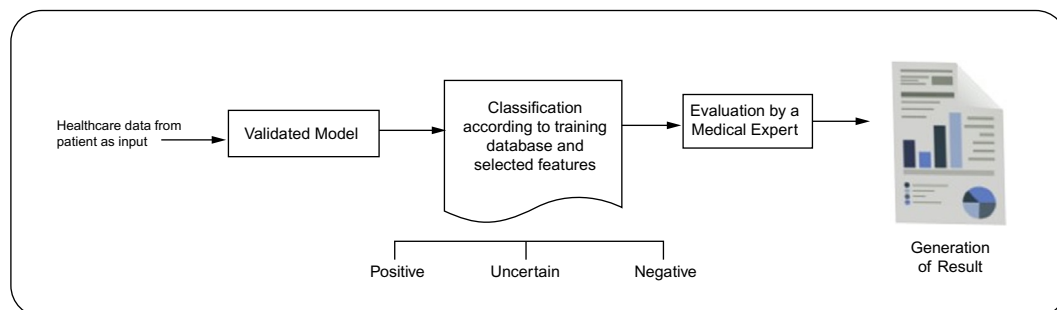 Healthcare data from
patient as input
Validated Model
Classification
according to training
database and
selected features
Evaluation by a
Medical Expert
Positive
Uncertain
Negative
Generation
of Result